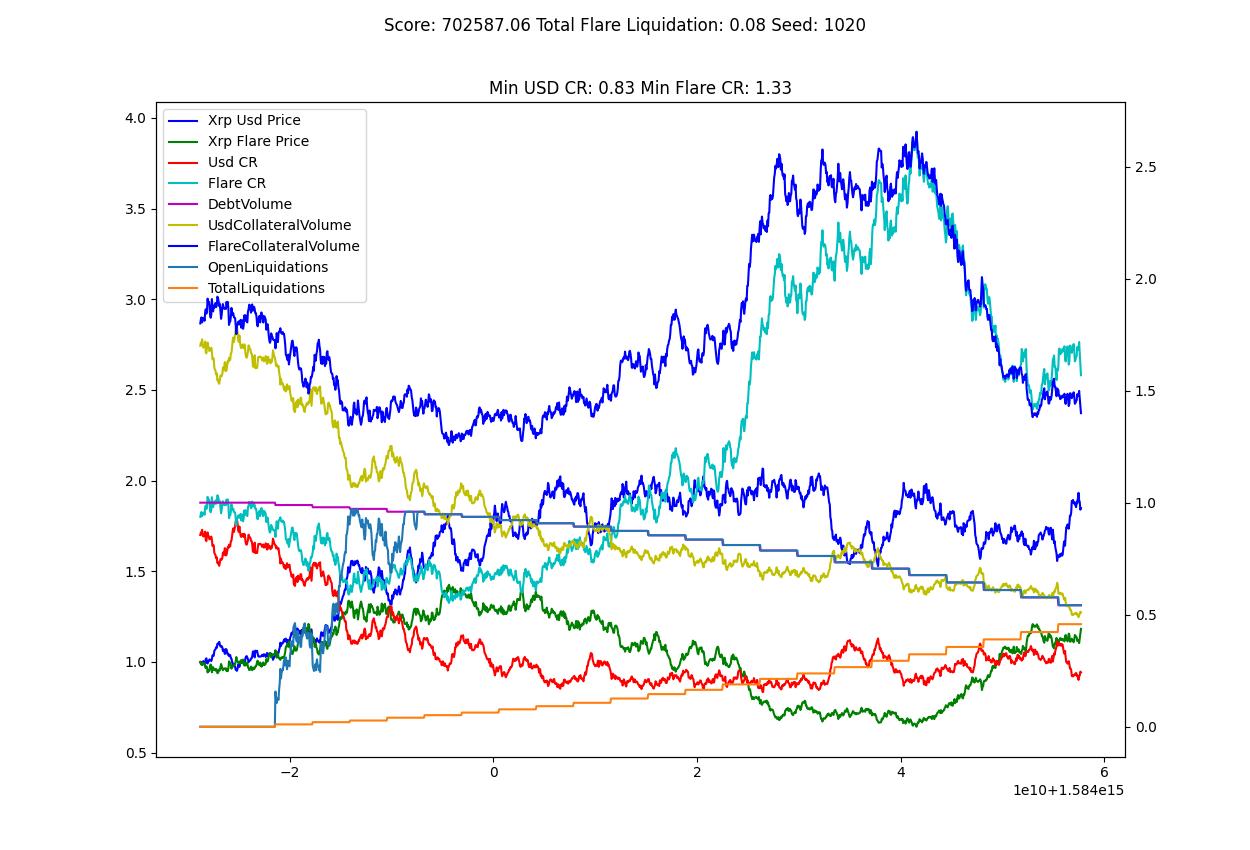 Score: 702587.06 Total Flare Liquidation: 0.08 Seed: 1020
Min USD CR: 0.83 Min Flare CR: 1.33
Xrp Usd Price
Xrp Flare Price
Usd CR
Flare CR
DebtVolume
UsdCollateralVolume
FlareCollateralVolume
OpenLiquidations
TotalLiquidations
4.0
3.5
3.0
2.5
2.0
1.5
1.0
0.5
2.5
2.0
1.5
1.0
0.5
0.0
−2 0 2 4 6
1e10+1.584e15